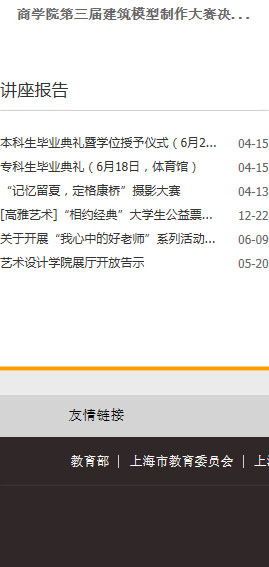 商学院第三届建筑模型制作大赛决...
讲座报告
本科生毕业典礼暨学位授予仪式（6月2... 04-15
专科生毕业典礼（6月18日，体育馆） 04-15
“记忆留夏，定格康桥”摄影大赛 04-13
[高雅艺术]“相约经典”大学生公益票... 12-22
关于开展“我心中的好老师”系列活动... 06-09
艺术设计学院展厅开放告示 05-20
友情链接
教育部 | 上海市教育委员会 | 上